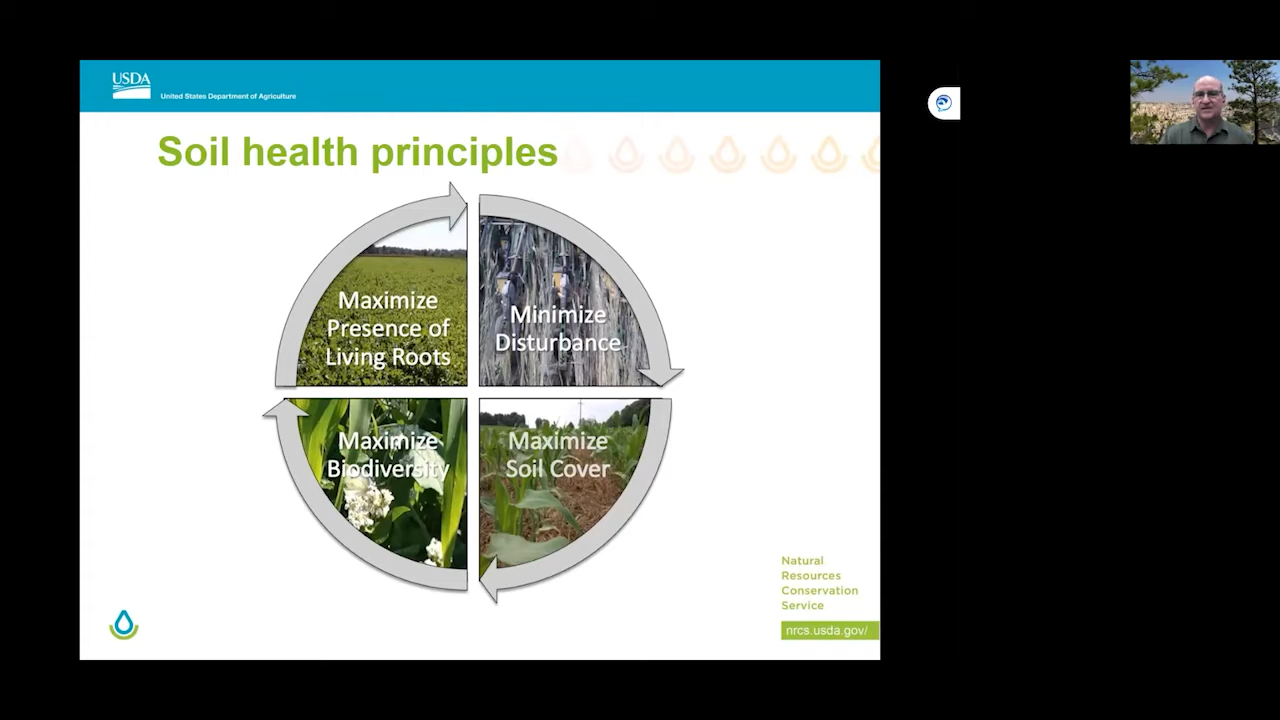 USDA
United States Department of Agriculture
Soil health principles
Maximize
Presence of
Living Roots
Minimize
Disturbance
Maximize
Biodiversity
Maximize
Soil Cover
Natural
Resources
Conservation
Service
nrcs.usda.gov/